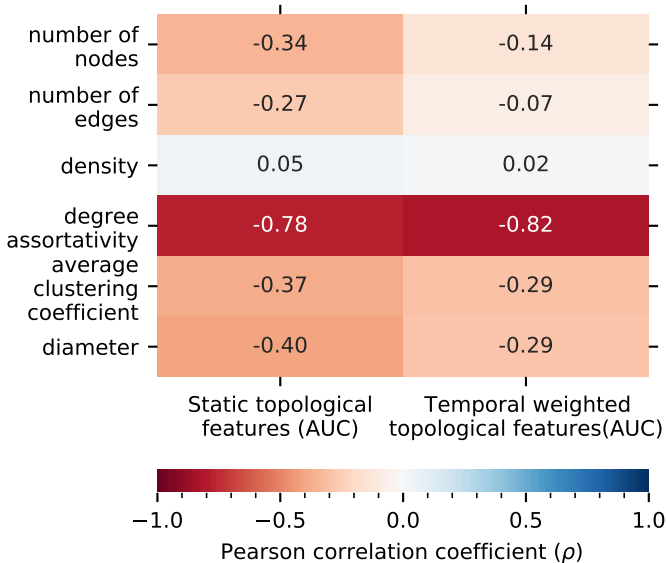 number of
nodes
-0.34
-0.14
number of
edges
-0.27
-0.07
density
0.05
0.02
degree
assortativity
-0.78
-0.82
average
clustering
coefficient
-0.37
-0.29
diameter
-0.40
-0.29
Static topological
features (AUC)
Temporal weighted
topological features(AUC)
−1.0
−0.5
0.0
0.5
1.0
Pearson correlation coefficient (ρ)